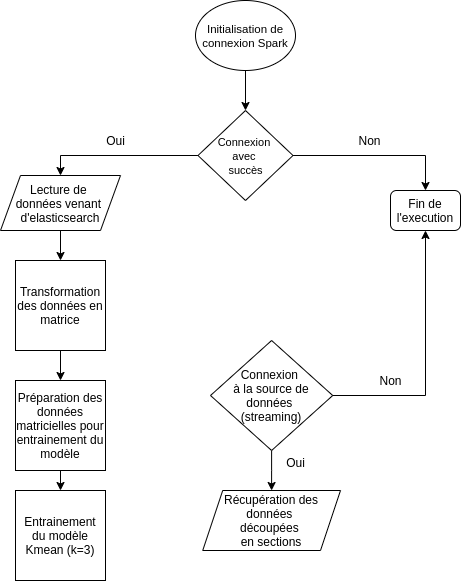 Initialisation de
connexion Spark
Oui
Connexion
avec
succès
Non
Lecture de
données venant
d'elasticsearch
Fin de
l'execution
Transformation
des données en
matrice
Connexion
à la source de
données
(streaming)
Non
Préparation des
données
matricielles pour
entrainement du
modèle
Oui
Entrainement
du modèle
Kmean (k=3)
Récupération des
données
découpées
en sections